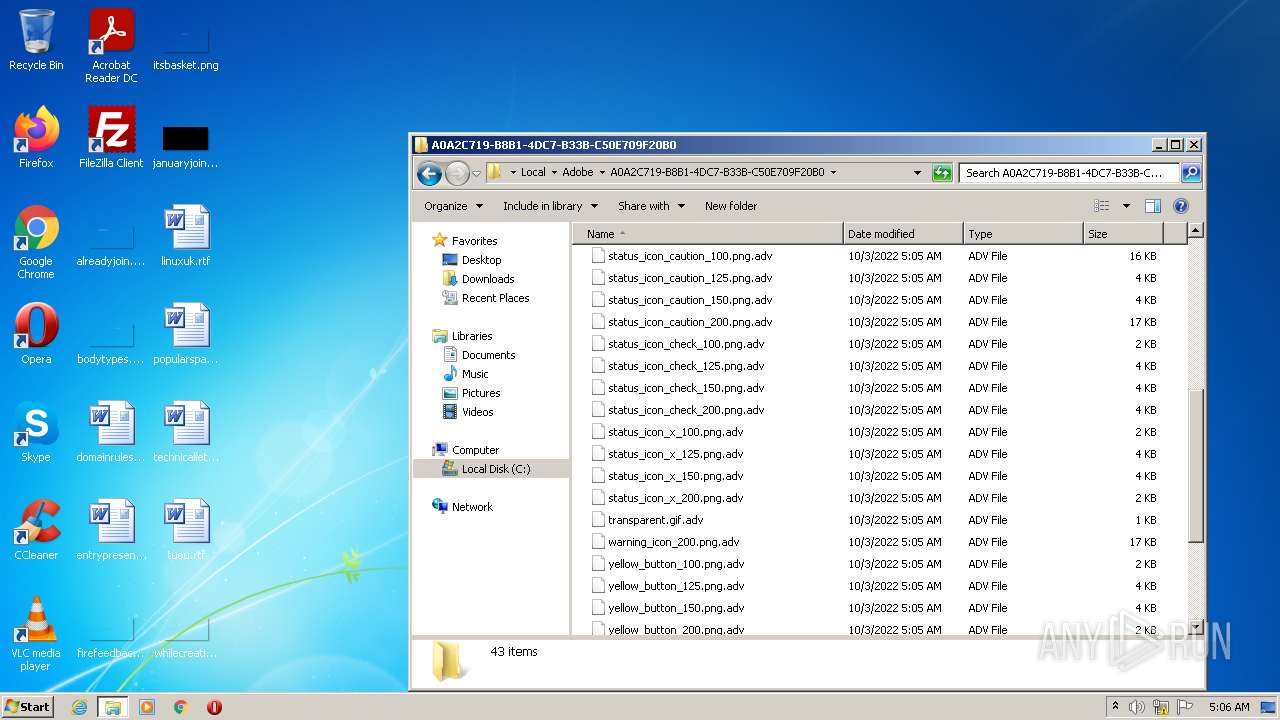 Recycle Bin
Acrobat
Reader DC
itsbasket.png
Firefox
FileZilla Client
januaryjoin....
Google
Chrome
alreadyjoin....
linuxuk.rtf
Opera
bodytypes....
popularspa...
Skype
domainrules...
technicallet...
CCleaner
entrypresen...
tueu.rtf
VLC media
player
firefeedbac...
whilecreati...
A0A2C719-B8B1-4DC7-B33B-C50E709F20B0
Local
Adobe
A0A2C719-B8B1-4DC7-B33B-C50E709F20B0
Search A0A2C719-B8B1-4DC7-B33B-C...
Organize
Include in library
Share with
New folder
Favorites
Desktop
Downloads
Recent Places
Libraries
Documents
Music
Pictures
Videos
Computer
Local Disk (C:)
Network
Name Date modified Type Size
status_icon_caution_100.png.adv 10/3/2022 5:05 AM ADV File 16 KB
status_icon_caution_125.png.adv 10/3/2022 5:05 AM ADV File 4 KB
status_icon_caution_150.png.adv 10/3/2022 5:05 AM ADV File 4 KB
status_icon_caution_200.png.adv 10/3/2022 5:05 AM ADV File 17 KB
status_icon_check_100.png.adv 10/3/2022 5:05 AM ADV File 2 KB
status_icon_check_125.png.adv 10/3/2022 5:05 AM ADV File 4 KB
status_icon_check_150.png.adv 10/3/2022 5:05 AM ADV File 4 KB
status_icon_check_200.png.adv 10/3/2022 5:05 AM ADV File 4 KB
status_icon_x_100.png.adv 10/3/2022 5:05 AM ADV File 2 KB
status_icon_x_125.png.adv 10/3/2022 5:05 AM ADV File 4 KB
status_icon_x_150.png.adv 10/3/2022 5:05 AM ADV File 4 KB
status_icon_x_200.png.adv 10/3/2022 5:05 AM ADV File 2 KB
transparent.gif.adv 10/3/2022 5:05 AM ADV File 1 KB
warning_icon_200.png.adv 10/3/2022 5:05 AM ADV File 17 KB
yellow_button_100.png.adv 10/3/2022 5:05 AM ADV File 2 KB
yellow_button_125.png.adv 10/3/2022 5:05 AM ADV File 4 KB
yellow_button_150.png.adv 10/3/2022 5:05 AM ADV File 4 KB
yellow_button_200.png.adv 10/3/2022 5:05 AM ADV File 2 KB
43 items
ANY RUN
Start
5:06 AM